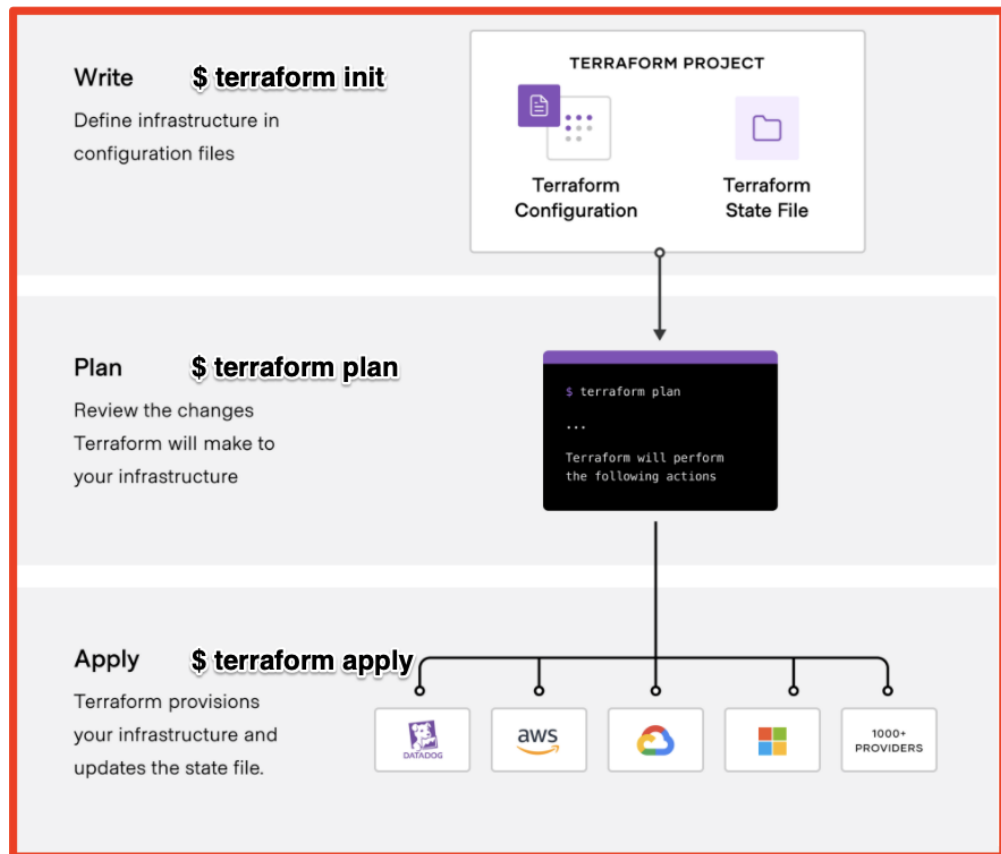 Write $ terraform init
Define infrastructure in
configuration files
TERRAFORM PROJECT
Terraform
Configuration
Terraform
State File
Plan $ terraform plan
Review the changes
Terraform will make to
your infrastructure
$ terraform plan
...
Terraform will perform
the following actions
Apply $ terraform apply
Terraform provisions
your infrastructure and
updates the state file.
DATADOG
aws
1000+
PROVIDERS